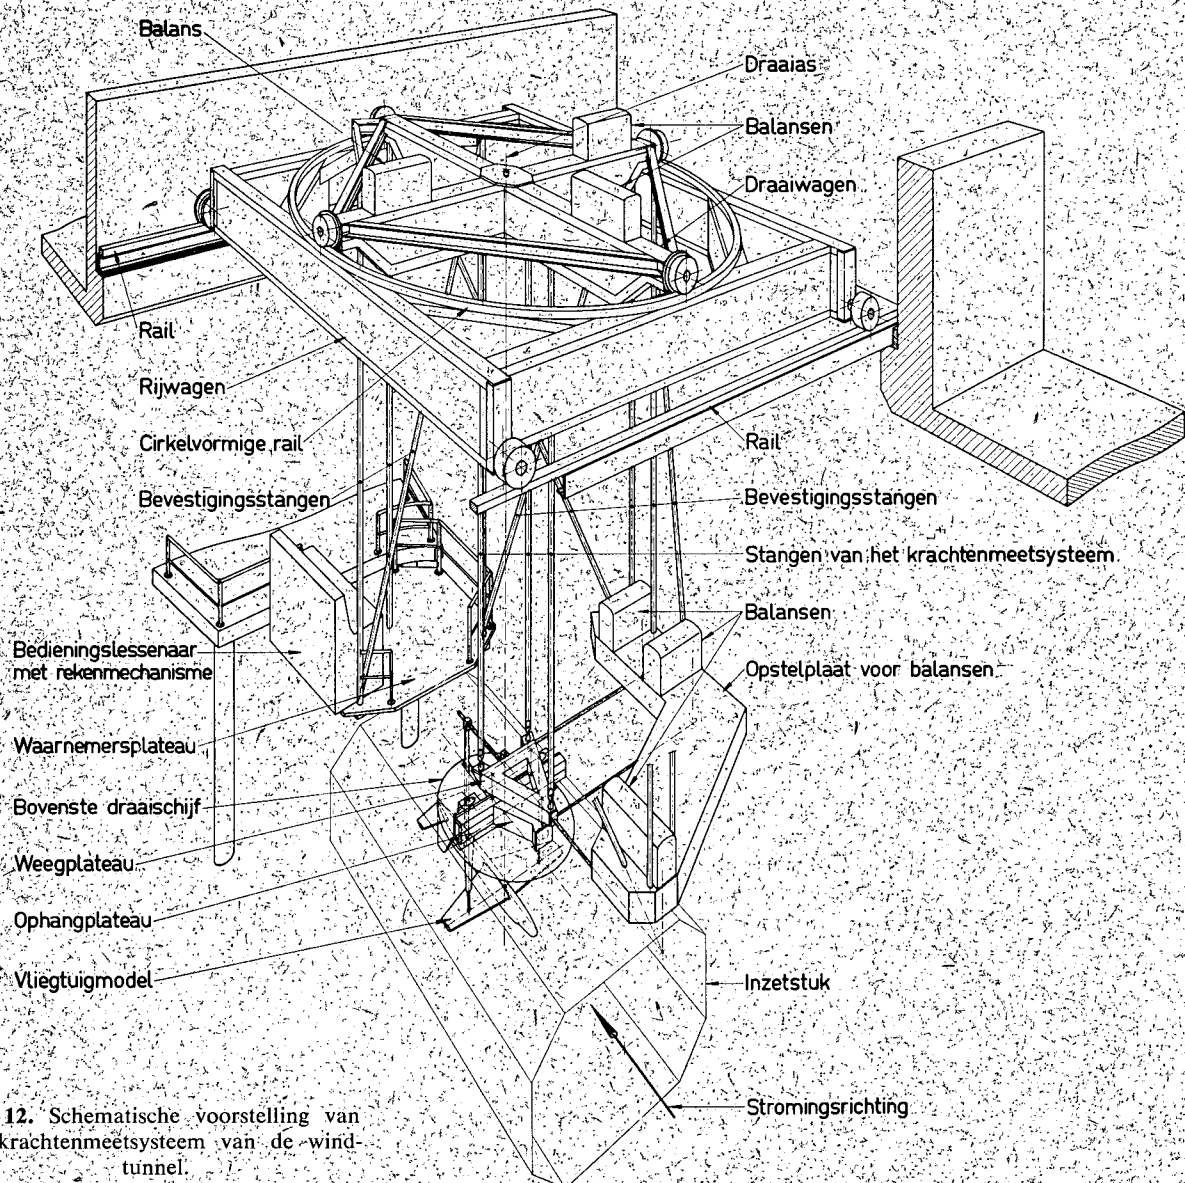 Balans
Draaias
Balansen
Draaiwagen
Rail
Rijwagen
Cirkelvormige rail
Rail
Bevestigingsstangen
Bevestigingsstangen
Stangen van het krachtenmeetsysteem
Balansen
Bedieningslessenaar
met rekenmechanisme
Opstelplaat voor balansen
Waarnemersplateau
Bovenste draaischijf
Weegplateau
Ophangplateau
Vliegtuigmodel
Inzetstuk
Stromingsrichting
12. Schematische voorstelling van
krachtenmeetsysteem van de wind-
tunnel.